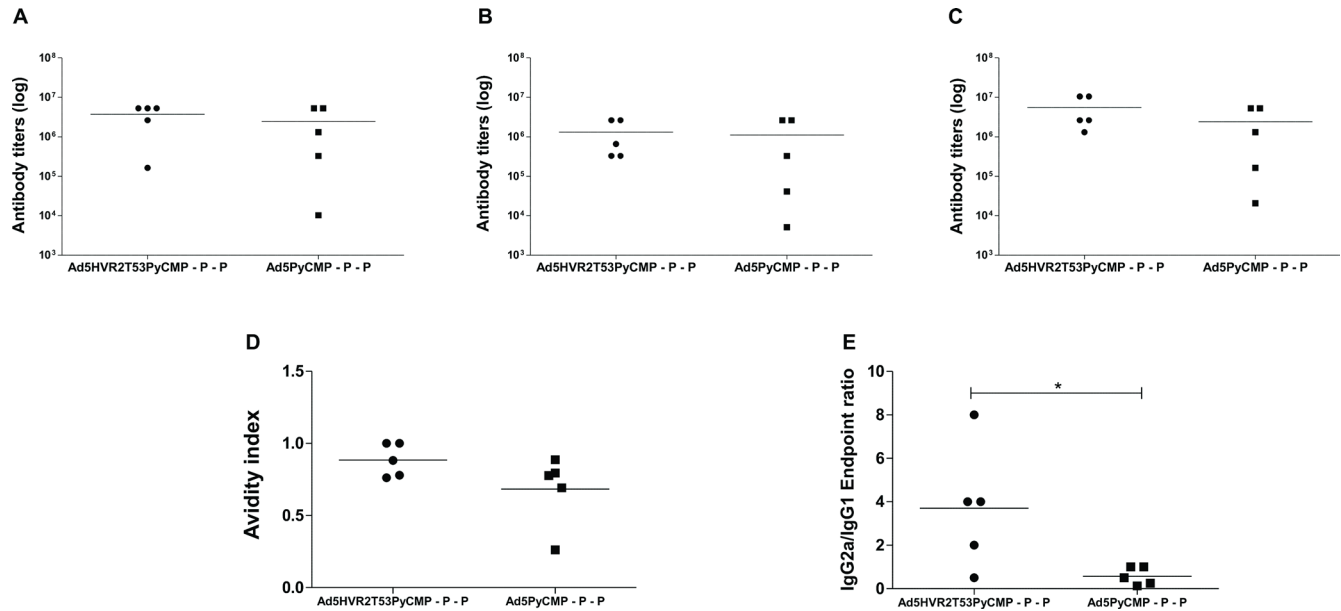 A
Antibody titers (log)
10⁸
10⁷
10⁶
10⁵
10⁴
10³
Ad5HVR2T53PyCMP - P - P
Ad5PyCMP - P - P
B
Antibody titers (log)
10⁸
10⁷
10⁶
10⁵
10⁴
10³
Ad5HVR2T53PyCMP - P - P
Ad5PyCMP - P - P
C
Antibody titers (log)
10⁸
10⁷
10⁶
10⁵
10⁴
10³
Ad5HVR2T53PyCMP - P - P
Ad5PyCMP - P - P
D
Avidity index
1.5
1.0
0.5
0.0
Ad5HVR2T53PyCMP - P - P
Ad5PyCMP - P - P
E
IgG2a/IgG1 Endpoint ratio
10
8
6
4
2
0
*
Ad5HVR2T53PyCMP - P - P
Ad5PyCMP - P - P